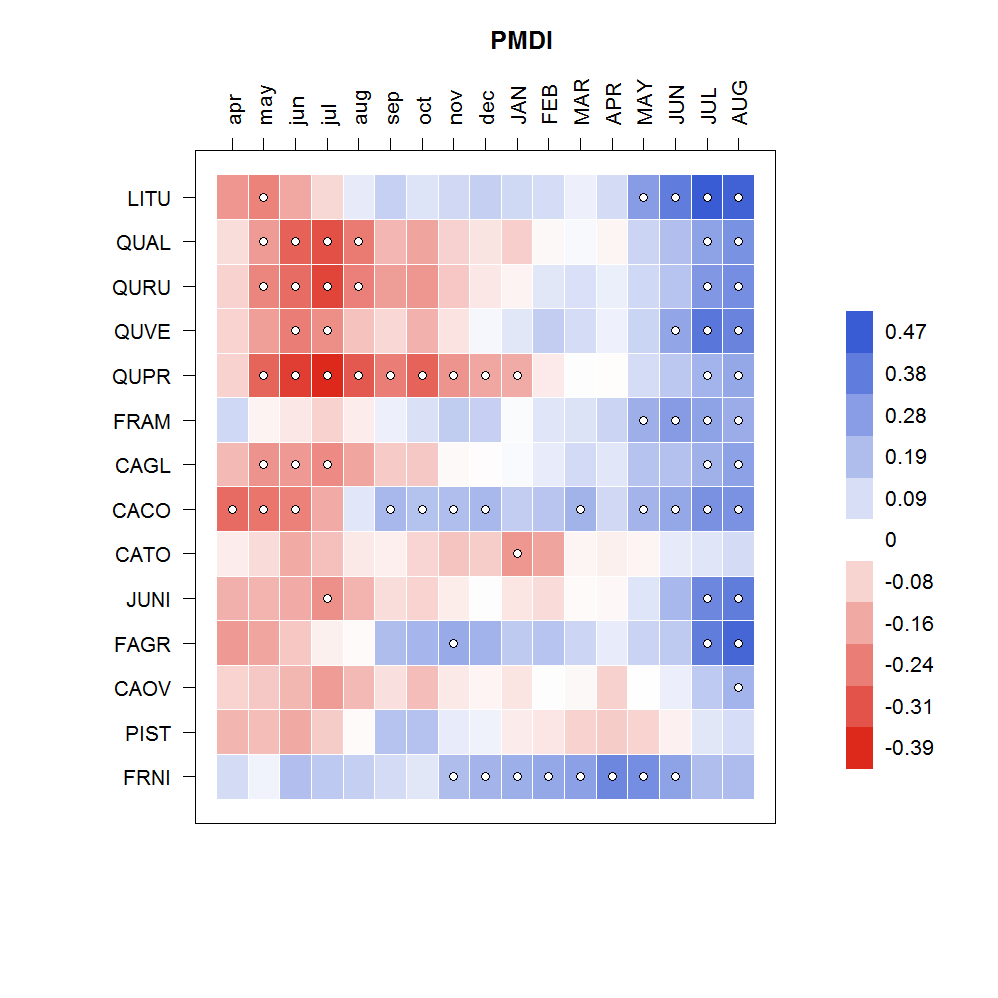 PMDI
apr may jun jul aug sep oct nov dec JAN FEB MAR APR MAY JUN JUL AUG
LITU
QUAL
QURU
QUVE
QUPR
FRAM
CAGL
CACO
CATO
JUNI
FAGR
CAOV
PIST
FRNI
0.47
0.38
0.28
0.19
0.09
0
-0.08
-0.16
-0.24
-0.31
-0.39